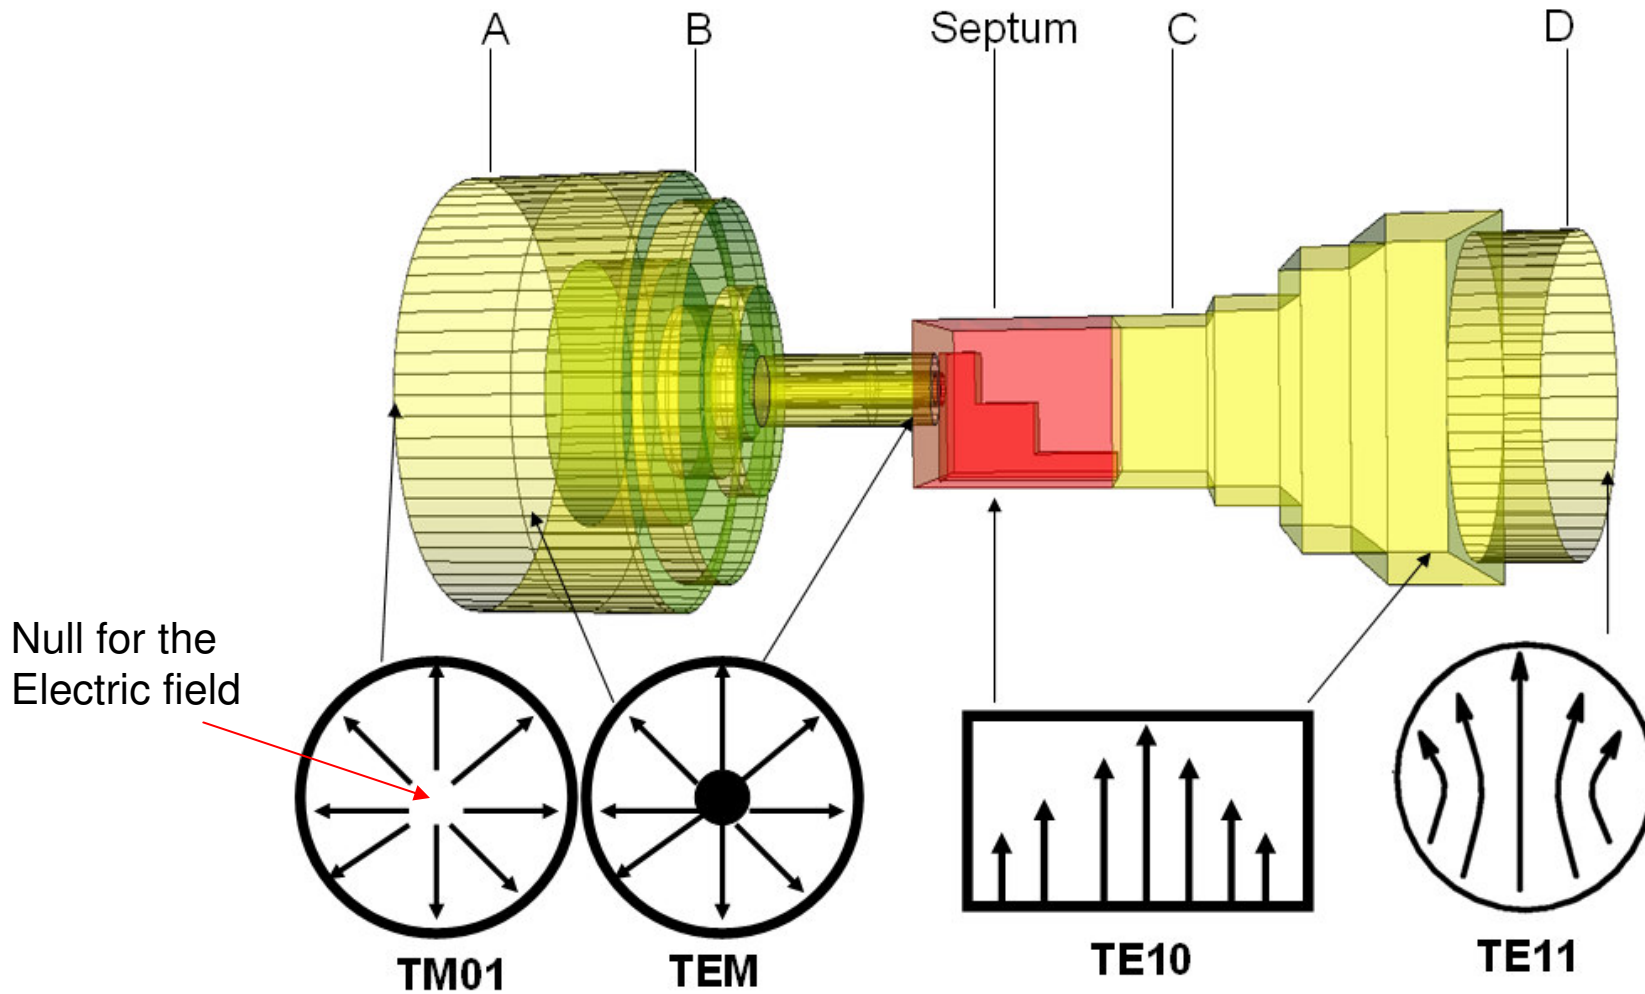 A
B
Septum
C
D
Null for the
Electric field
TM01
TEM
TE10
TE11